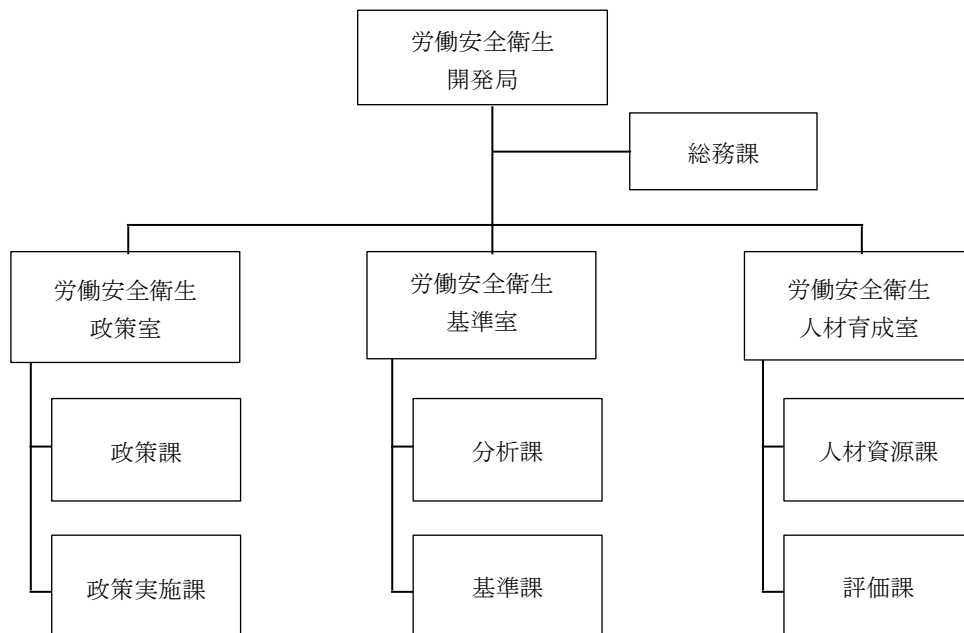 労働安全衛生
開発局
総務課
労働安全衛生
政策室
労働安全衛生
基準室
労働安全衛生
人材育成室
政策課
分析課
人材資源課
政策実施課
基準課
評価課